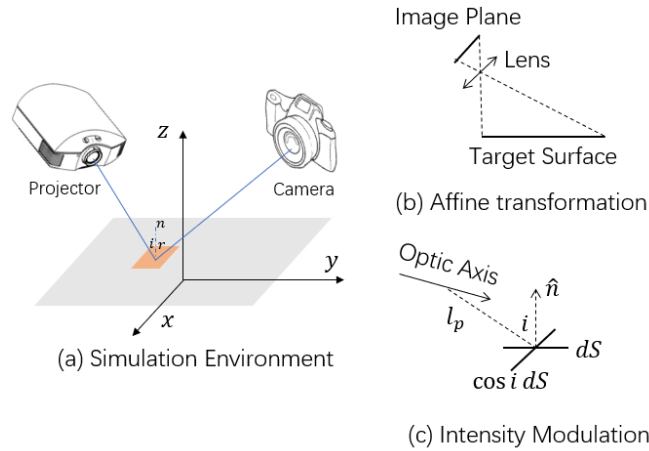 z
Projector
Camera
n
i r
y
x
(a) Simulation Environment
Image Plane
Lens
Target Surface
(b) Affine transformation
Optic Axis
n̂
l_p
i
dS
cos i dS
(c) Intensity Modulation